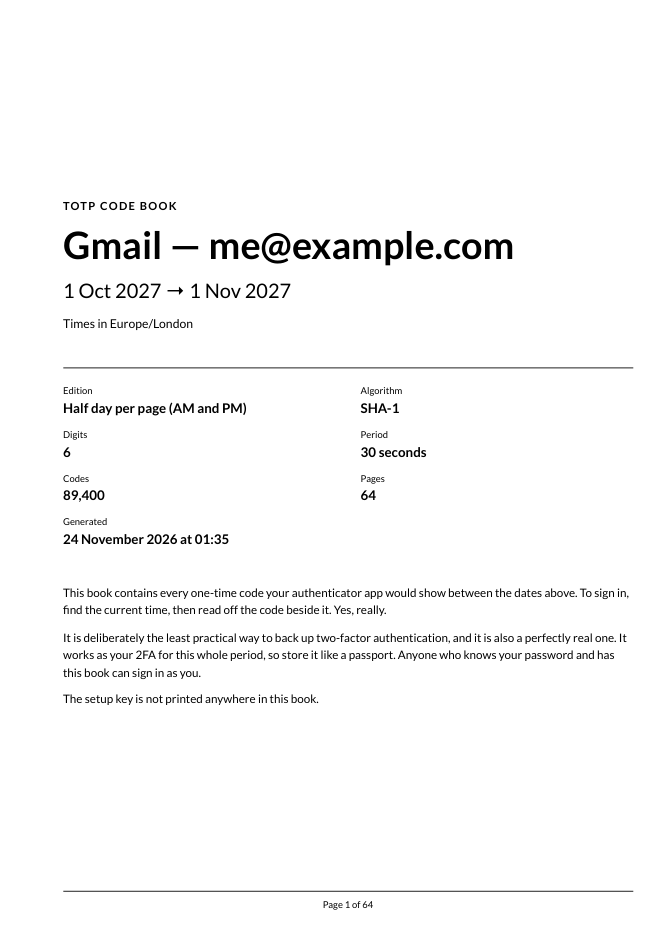 TOTP CODE BOOK
Gmail — me@example.com
1 Oct 2027 → 1 Nov 2027
Times in Europe/London
Edition
Half day per page (AM and PM)
Algorithm
SHA-1
Digits
6
Period
30 seconds
Codes
89,400
Pages
64
Generated
24 November 2026 at 01:35
This book contains every one-time code your authenticator app would show between the dates above. To sign in,
find the current time, then read off the code beside it. Yes, really.
It is deliberately the least practical way to back up two-factor authentication, and it is also a perfectly real one. It
works as your 2FA for this whole period, so store it like a passport. Anyone who knows your password and has
this book can sign in as you.
The setup key is not printed anywhere in this book.
Page 1 of 64